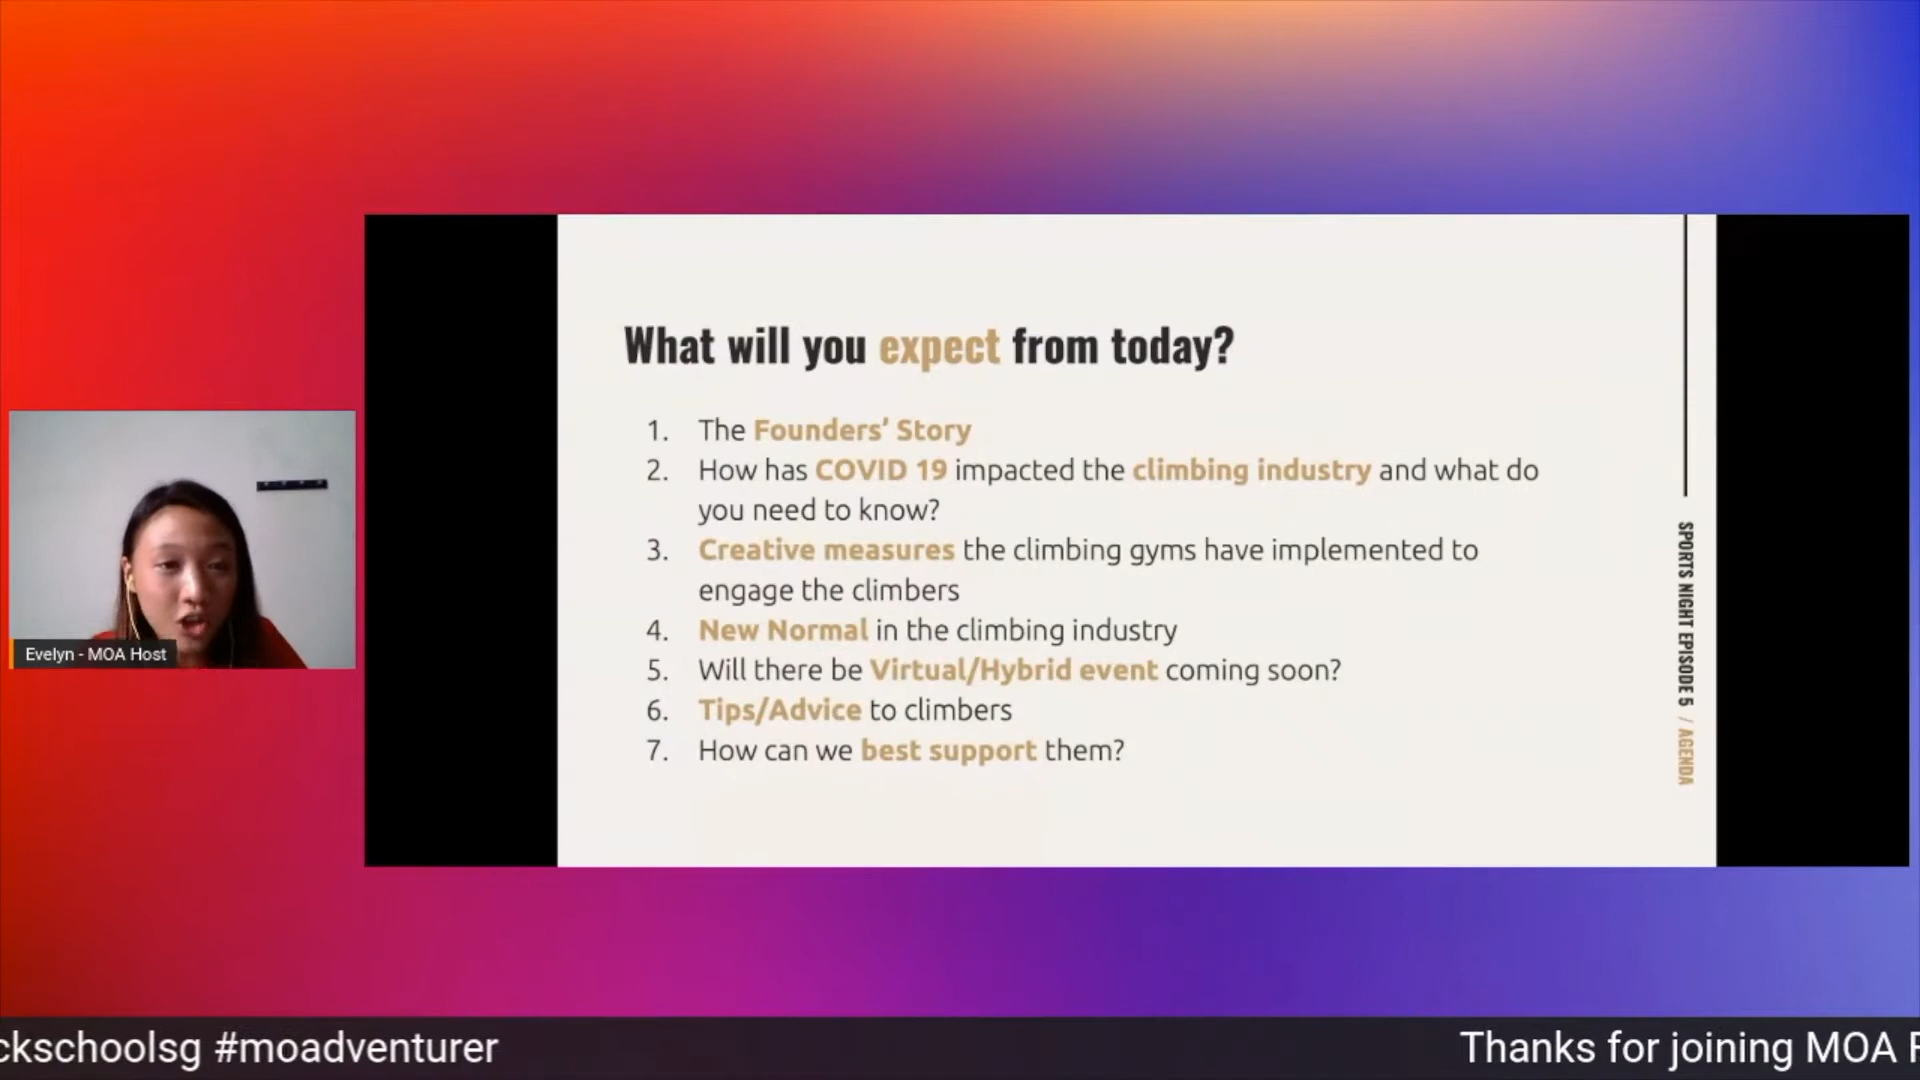 What will you expect from today?
1. The Founders’ Story
2. How has COVID 19 impacted the climbing industry and what do
you need to know?
3. Creative measures the climbing gyms have implemented to
engage the climbers
4. New Normal in the climbing industry
5. Will there be Virtual/Hybrid event coming soon?
6. Tips/Advice to climbers
7. How can we best support them?
SPORTS NIGHT EPISODE 5 / AGENDA
Evelyn - MOA Host
ckschoolsg #moadventurer
Thanks for joining MOA